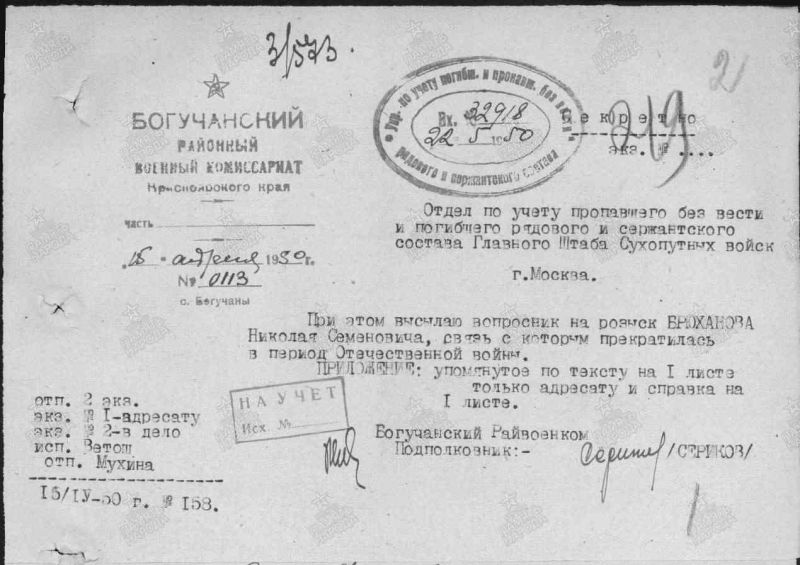 3/573.
2
БОГУЧАНСКИЙ
РАЙОННЫЙ
ВОЕННЫЙ КОМИССАРИАТ
Красноярского края
часть
15 апреля 1950 г.
№ 0113
с. Богучаны
Упр. по учету погибш. и пропавш. без вести
Вх. 32918
22 5 1950
рядового и сержантского состава
Секретно
экз. № ....
219
Отдел по учету пропавшего без вести
и погибшего рядового и сержантского
состава Главного Штаба Сухопутных войск
г.Москва.
При этом высылаю вопросник на розыск БРЮХАНОВА
Николая Семеновича, связь с которым прекратилась
в период Отечественной войны.
ПРИЛОЖЕНИЕ: упомянутое по тексту на I листе
только адресату и справка на
I листе.
НА УЧЕТ
Исх. №
отп. 2 экз.
экз. № I-адресату
экз. № 2-в дело
исп. Ветош
отп. Мухина
15/IУ-50 г. № 158.
Богучанский Райвоенком
Подполковник:- /СЕРИКОВ/